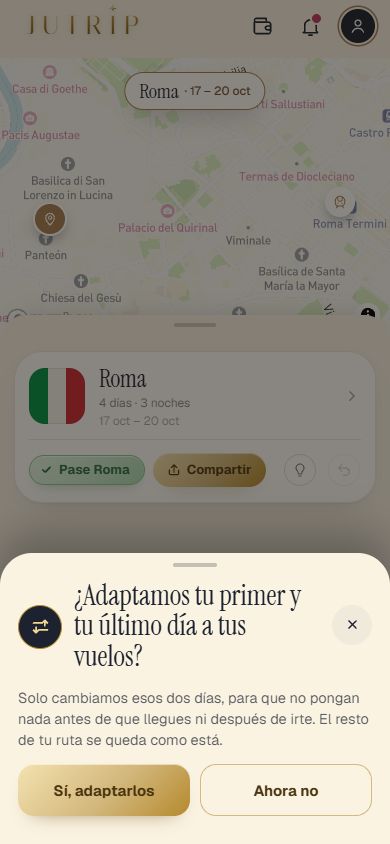 JUTRIP
Casa di Goethe
Roma · 17 – 20 oct
rti Sallustiani
Pacis Augustae
Castro P
Basilica di San
Lorenzo in Lucina
Termas de Diocleciano
Palacio del Quirinal
Roma Termini
Viminale
Panteón
Basílica de Santa
María la Mayor
Chiesa del Gesù
Roma
4 días · 3 noches
17 oct – 20 oct
Pase Roma
Compartir
¿Adaptamos tu primer y
tu último día a tus
vuelos?
Solo cambiamos esos dos días, para que no pongan
nada antes de que llegues ni después de irte. El resto
de tu ruta se queda como está.
Sí, adaptarlos
Ahora no